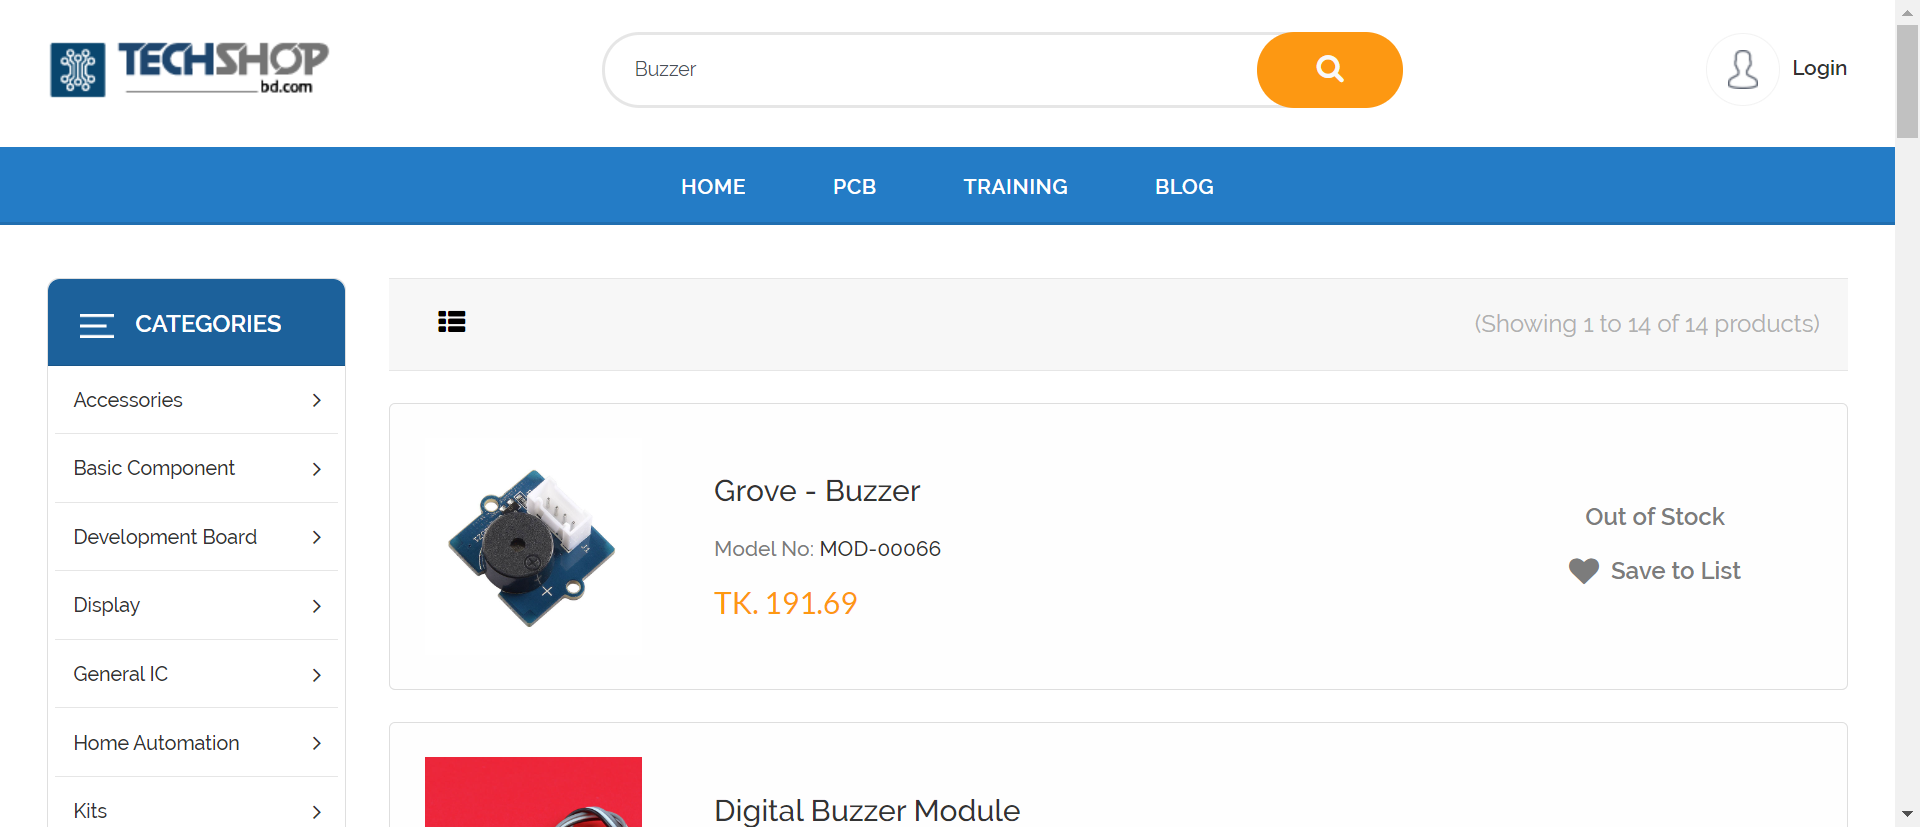 TECHSHOP
bd.com
Buzzer
Login
HOME PCB TRAINING BLOG
CATEGORIES
Accessories
Basic Component
Development Board
Display
General IC
Home Automation
Kits
(Showing 1 to 14 of 14 products)
Grove - Buzzer
Model No: MOD-00066
TK. 191.69
Out of Stock
Save to List
Digital Buzzer Module